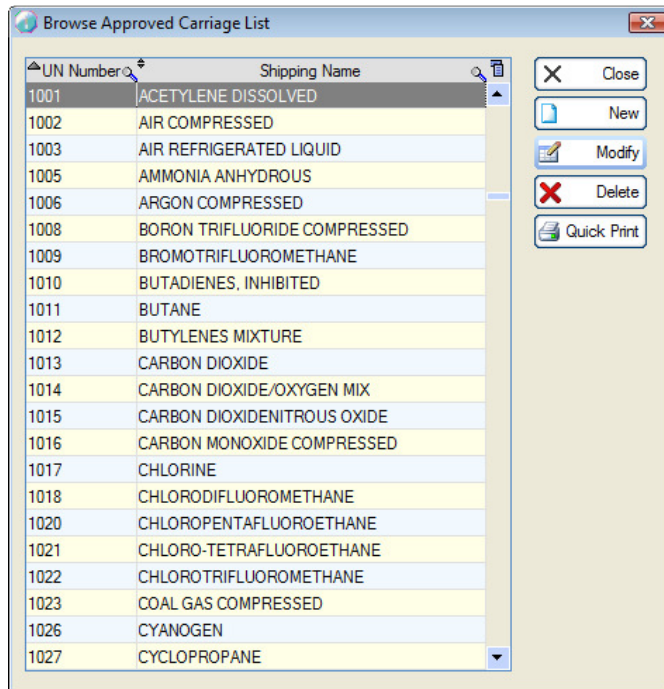 Browse Approved Carriage List
UN Number Shipping Name
1001 ACETYLENE DISSOLVED
1002 AIR COMPRESSED
1003 AIR REFRIGERATED LIQUID
1005 AMMONIA ANHYDROUS
1006 ARGON COMPRESSED
1008 BORON TRIFLUORIDE COMPRESSED
1009 BROMOTRIFLUOROMETHANE
1010 BUTADIENES, INHIBITED
1011 BUTANE
1012 BUTYLENES MIXTURE
1013 CARBON DIOXIDE
1014 CARBON DIOXIDE/OXYGEN MIX
1015 CARBON DIOXIDENITROUS OXIDE
1016 CARBON MONOXIDE COMPRESSED
1017 CHLORINE
1018 CHLORODIFLUOROMETHANE
1020 CHLOROPENTAFLUOROETHANE
1021 CHLORO-TETRAFLUOROETHANE
1022 CHLOROTRIFLUOROMETHANE
1023 COAL GAS COMPRESSED
1026 CYANOGEN
1027 CYCLOPROPANE
Close
New
Modify
Delete
Quick Print